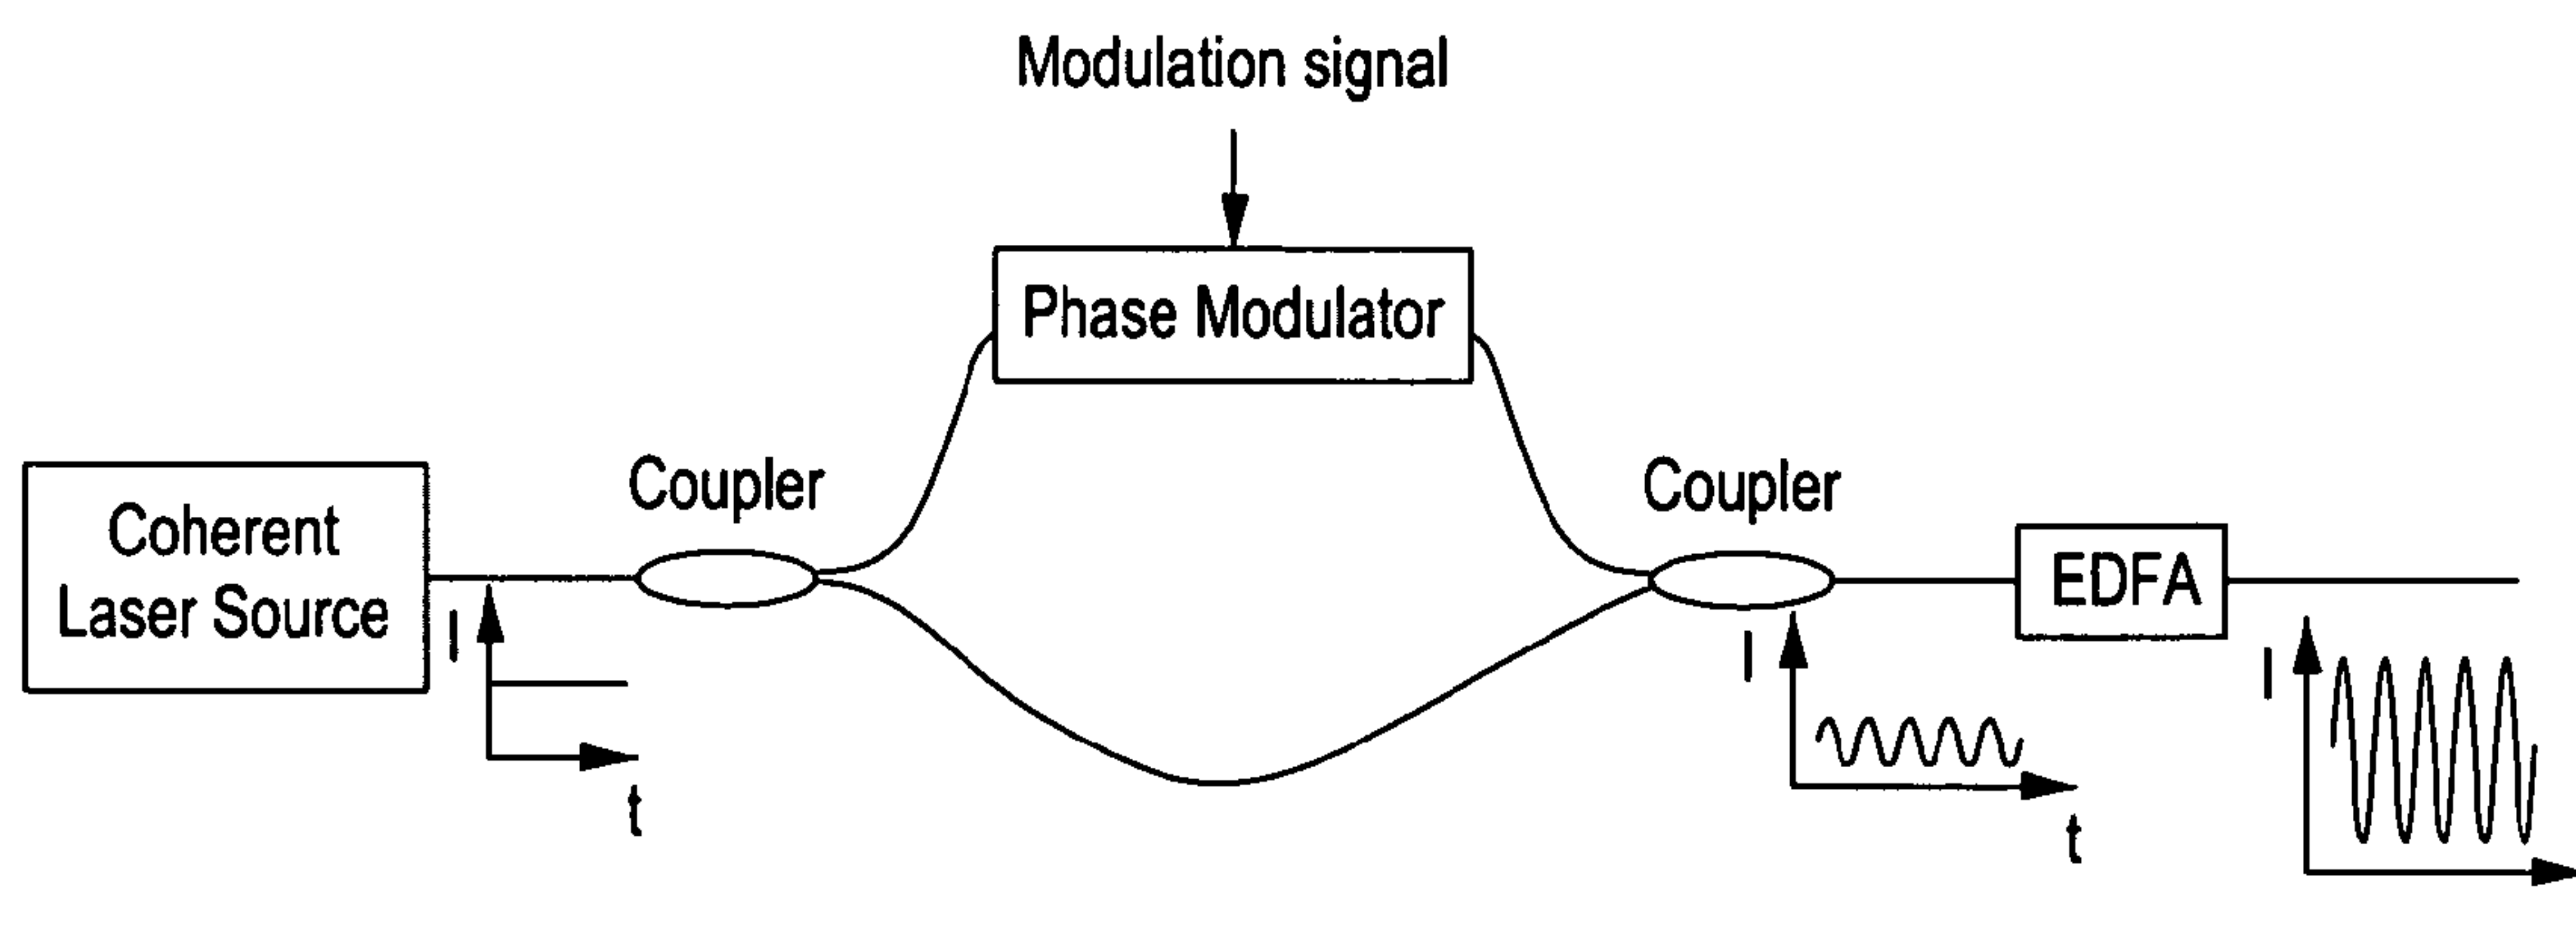 Modulation signal
Phase Modulator
Coherent
Laser Source
Coupler
Coupler
EDFA
I
t
I
t
I